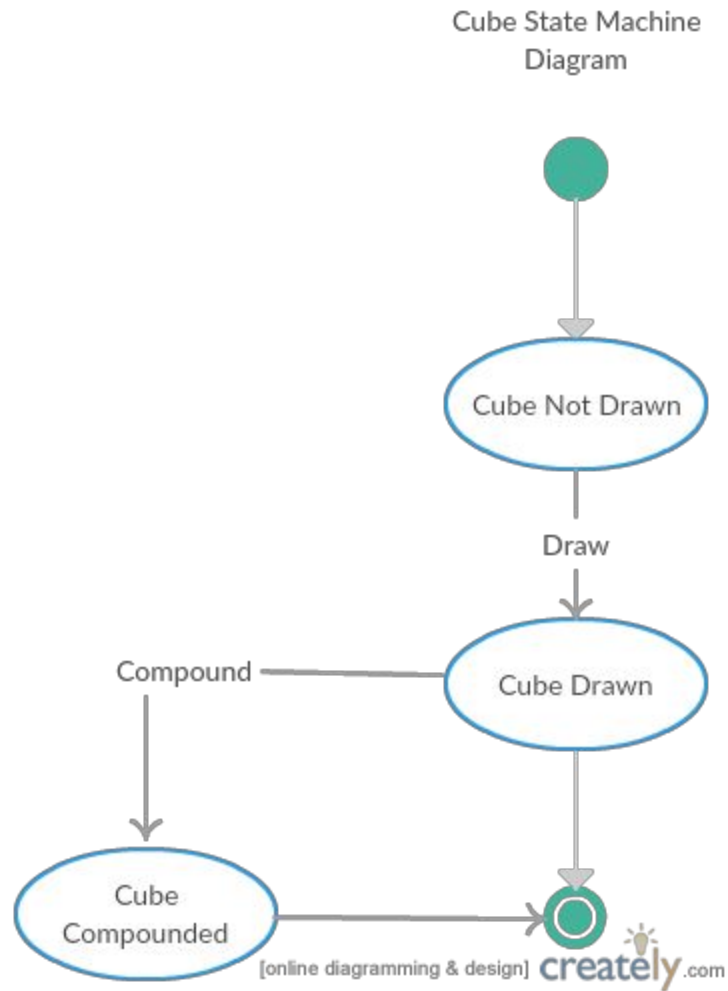 Cube State Machine
Diagram
Cube Not Drawn
Draw
Cube Drawn
Compound
Cube
Compounded
[online diagramming & design] creately.com